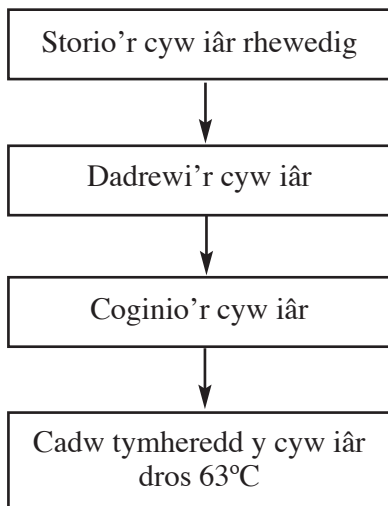 Storio’r cyw iâr rhewedig
Dadrewi’r cyw iâr
Coginio’r cyw iâr
Cadw tymheredd y cyw iâr
dros 63ºC